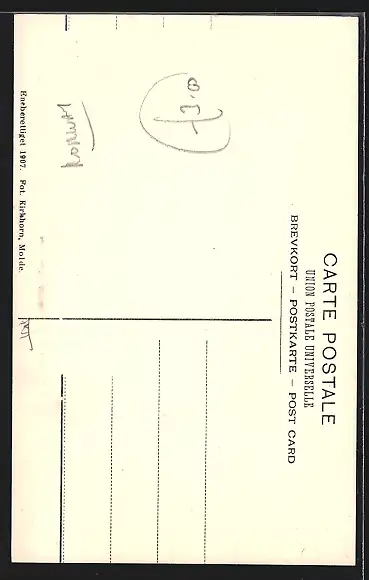 CARTE POSTALE
UNION POSTALE UNIVERSELLE
BREVKORT — POSTKARTE — POST CARD
Eneberettiget 1907. Fot. Kirkhorn, Molde.